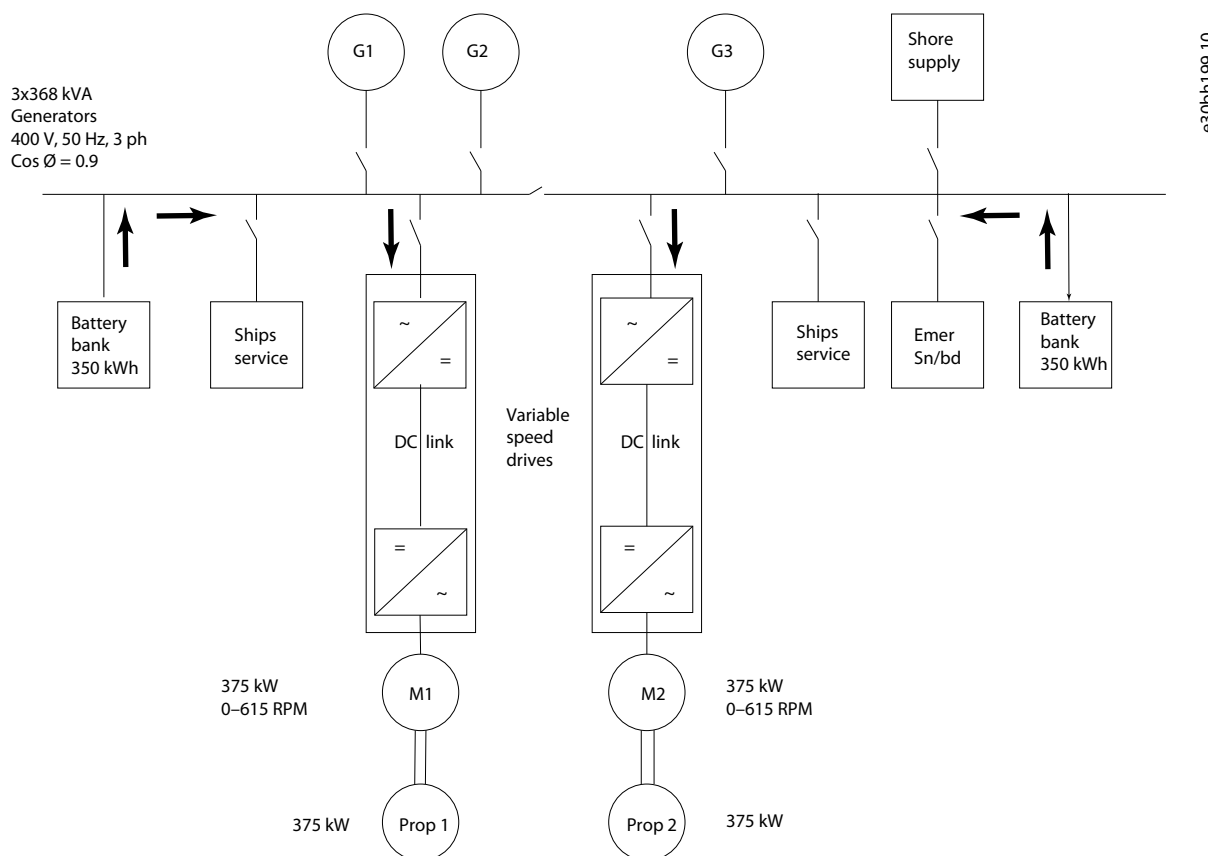 G1
G2
G3
Shore
supply
e30bh199.10
3x368 kVA
Generators
400 V, 50 Hz, 3 ph
Cos Ø = 0.9
Battery
bank
350 kWh
Ships
service
~
=
~
=
Ships
service
Emer
Sn/bd
Battery
bank
350 kWh
DC link
Variable
speed
drives
DC link
=
~
=
~
375 kW
0–615 RPM
M1
M2
375 kW
0–615 RPM
375 kW
Prop 1
Prop 2
375 kW